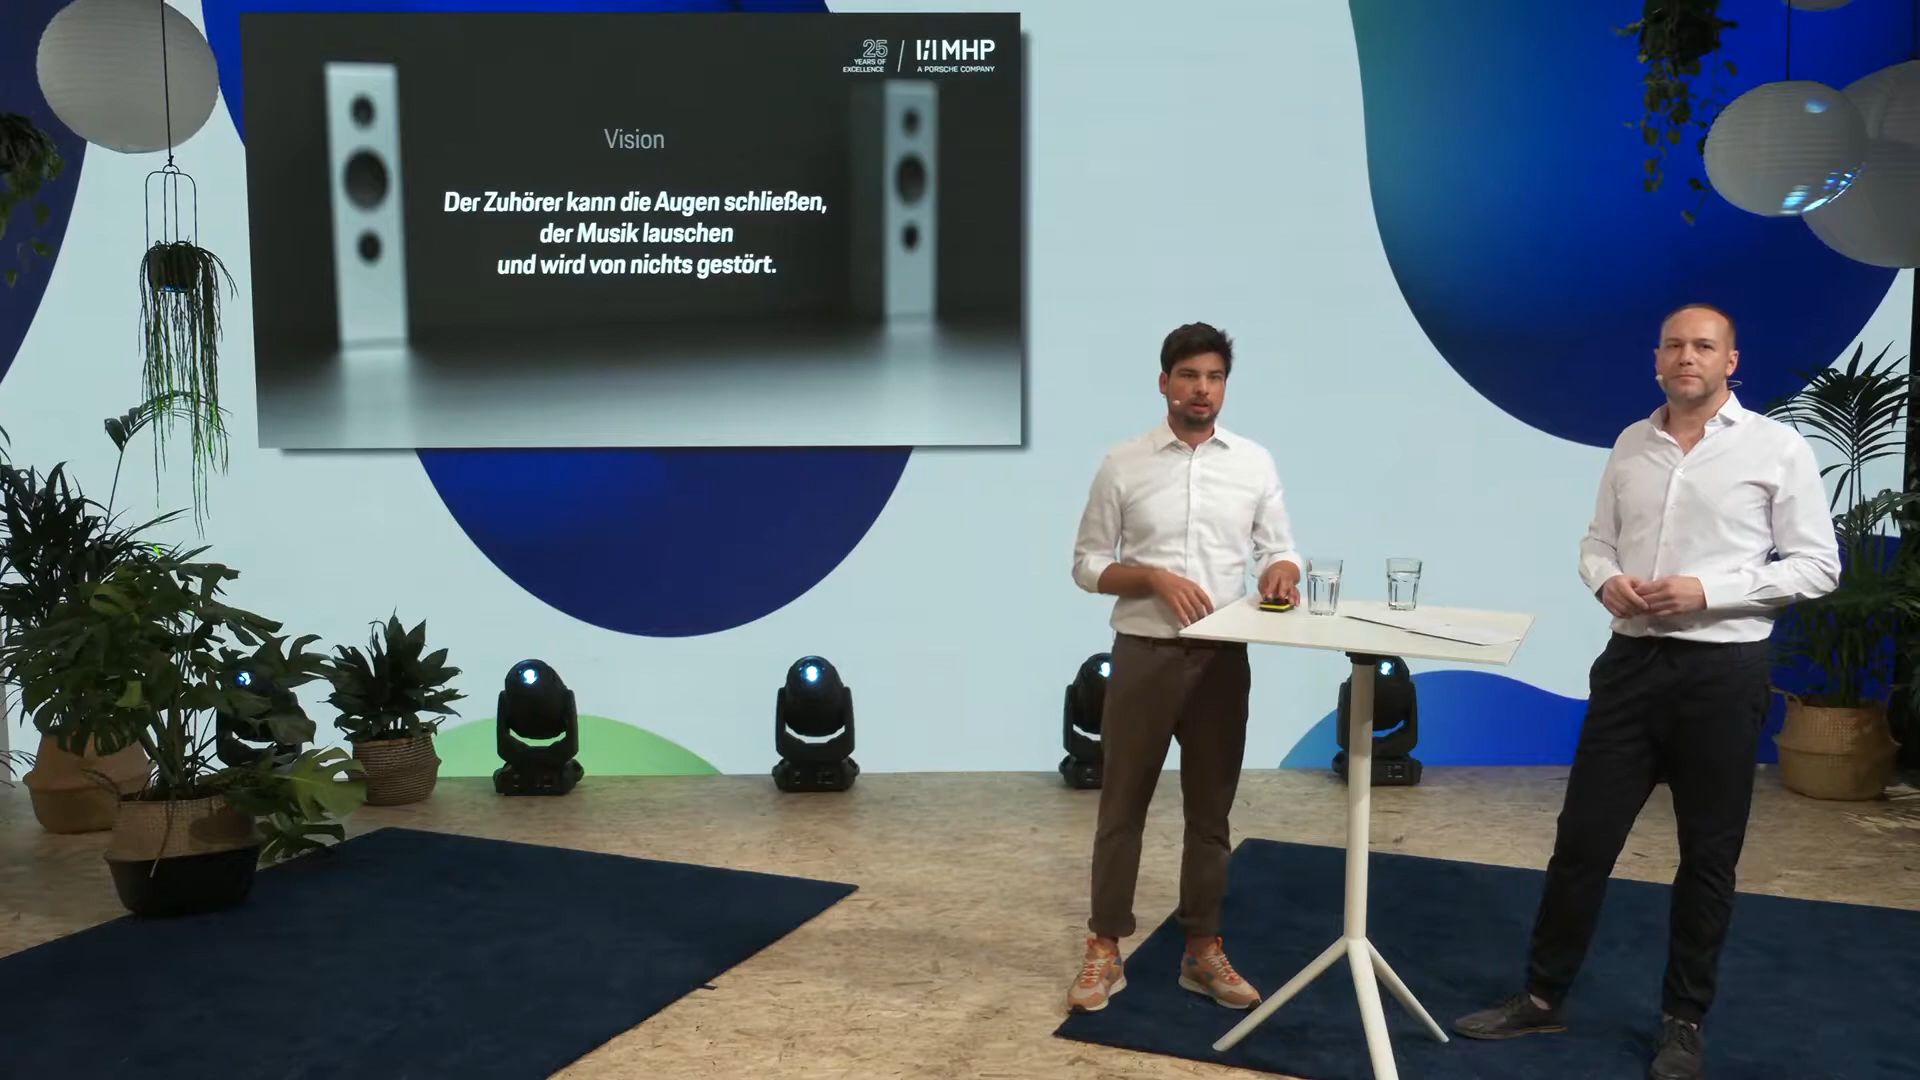 25
YEARS OF
EXCELLENCE
MHP
A PORSCHE COMPANY
Vision
Der Zuhörer kann die Augen schließen,
der Musik lauschen
und wird von nichts gestört.